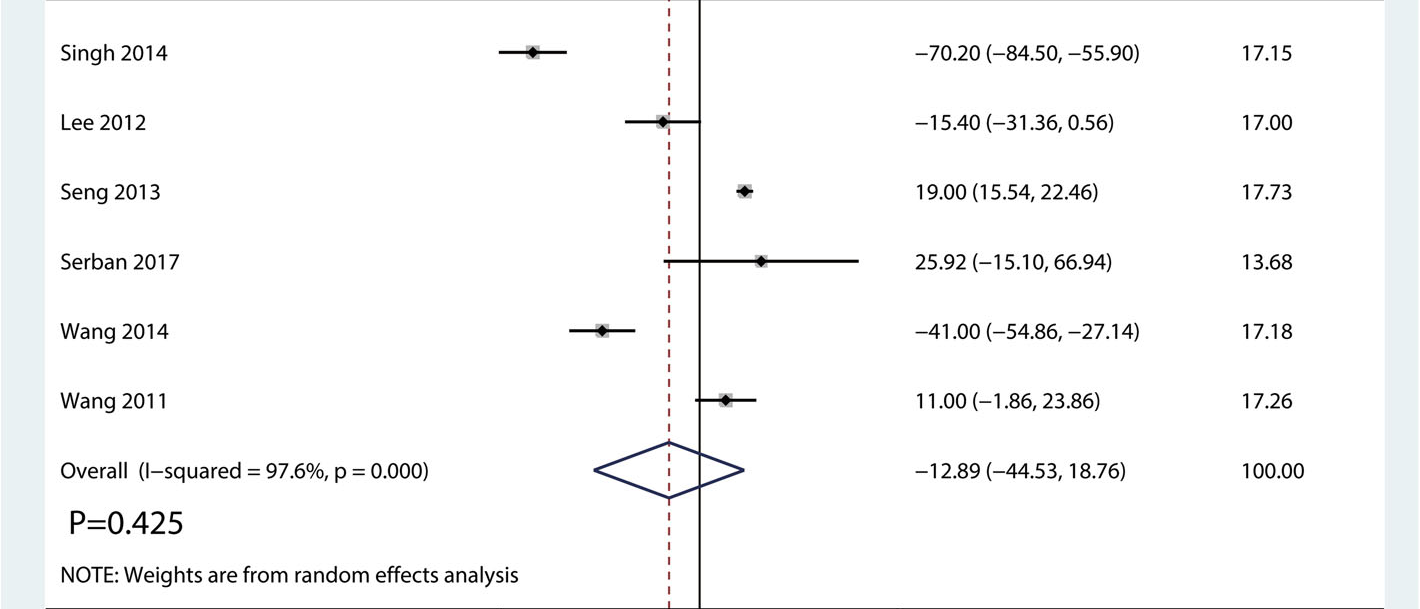 Singh 2014 −70.20 (−84.50, −55.90) 17.15
Lee 2012 −15.40 (−31.36, 0.56) 17.00
Seng 2013 19.00 (15.54, 22.46) 17.73
Serban 2017 25.92 (−15.10, 66.94) 13.68
Wang 2014 −41.00 (−54.86, −27.14) 17.18
Wang 2011 11.00 (−1.86, 23.86) 17.26
Overall (I−squared = 97.6%, p = 0.000) −12.89 (−44.53, 18.76) 100.00
P=0.425
NOTE: Weights are from random effects analysis